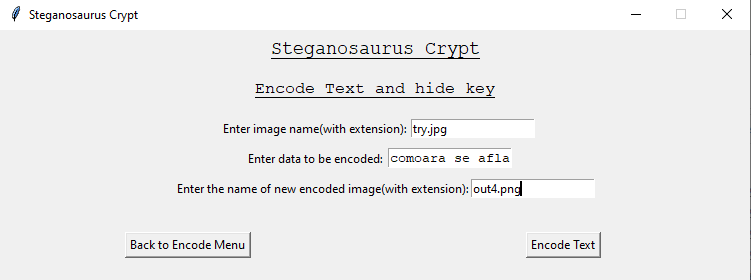 Steganosaurus Crypt
Steganosaurus Crypt
Encode Text and hide key
Enter image name(with extension): try.jpg
Enter data to be encoded: comoara se afla
Enter the name of new encoded image(with extension): out4.png
Back to Encode Menu Encode Text